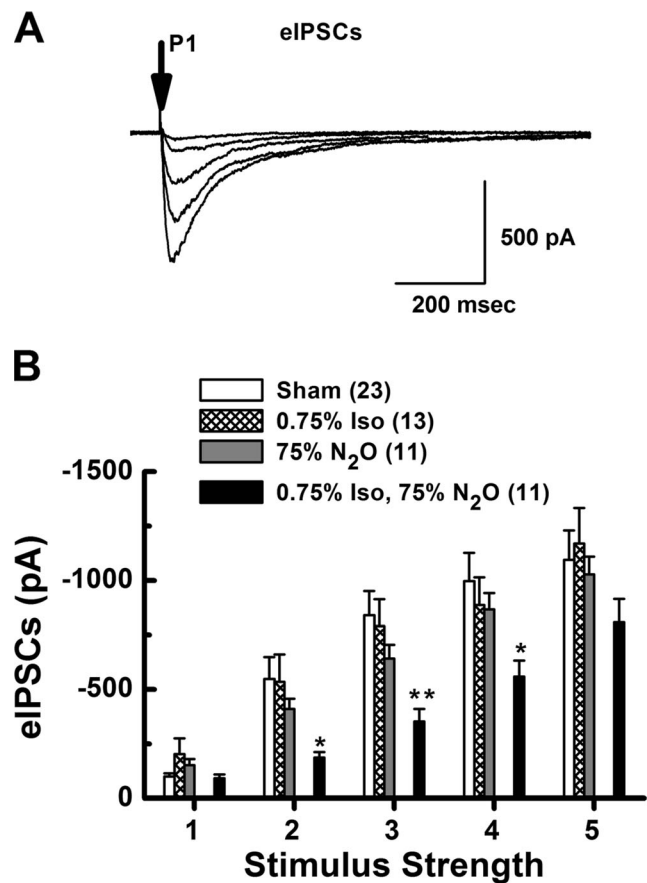 A
P1
eIPSCs
500 pA
200 msec
B
Sham (23)
0.75% Iso (13)
75% N2O (11)
0.75% Iso, 75% N2O (11)
-1500
-1000
-500
0
eIPSCs (pA)
*
**
*
1 2 3 4 5
Stimulus Strength